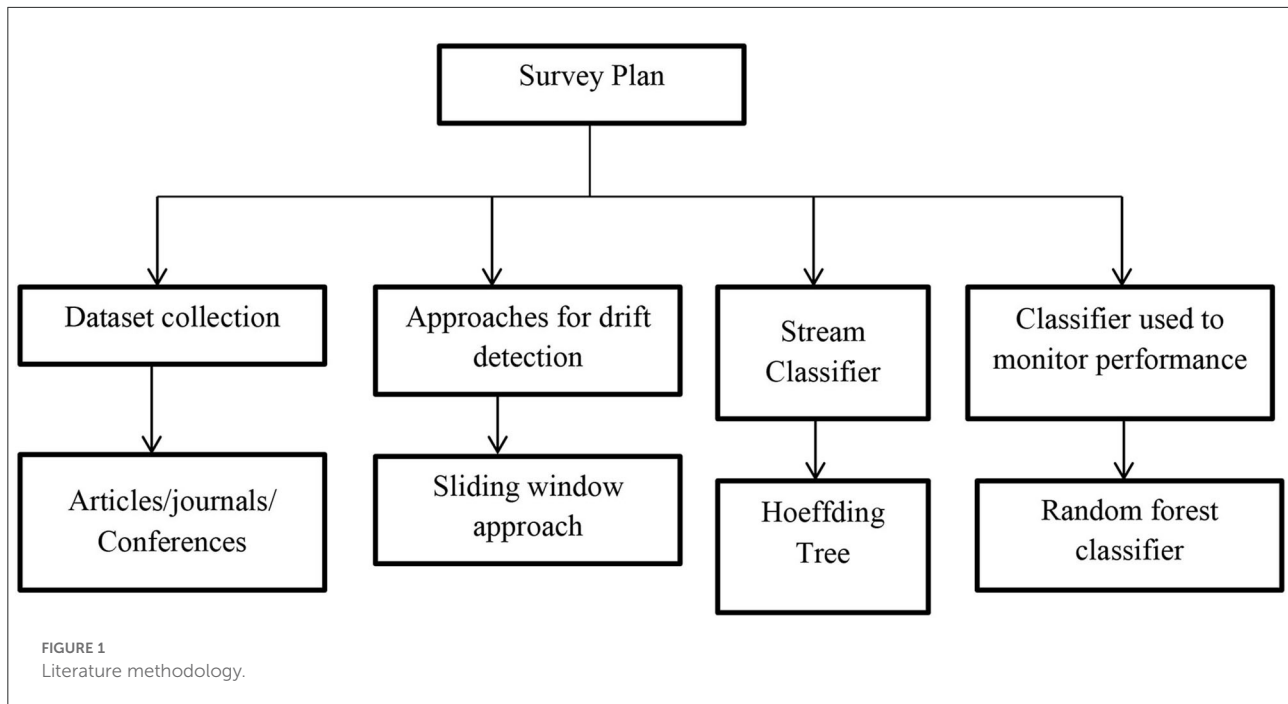 Survey Plan
Dataset collection
Approaches for drift
detection
Stream
Classifier
Classifier used to
monitor performance
Articles/journals/
Conferences
Sliding window
approach
Hoeffding
Tree
Random forest
classifier
FIGURE 1
Literature methodology.